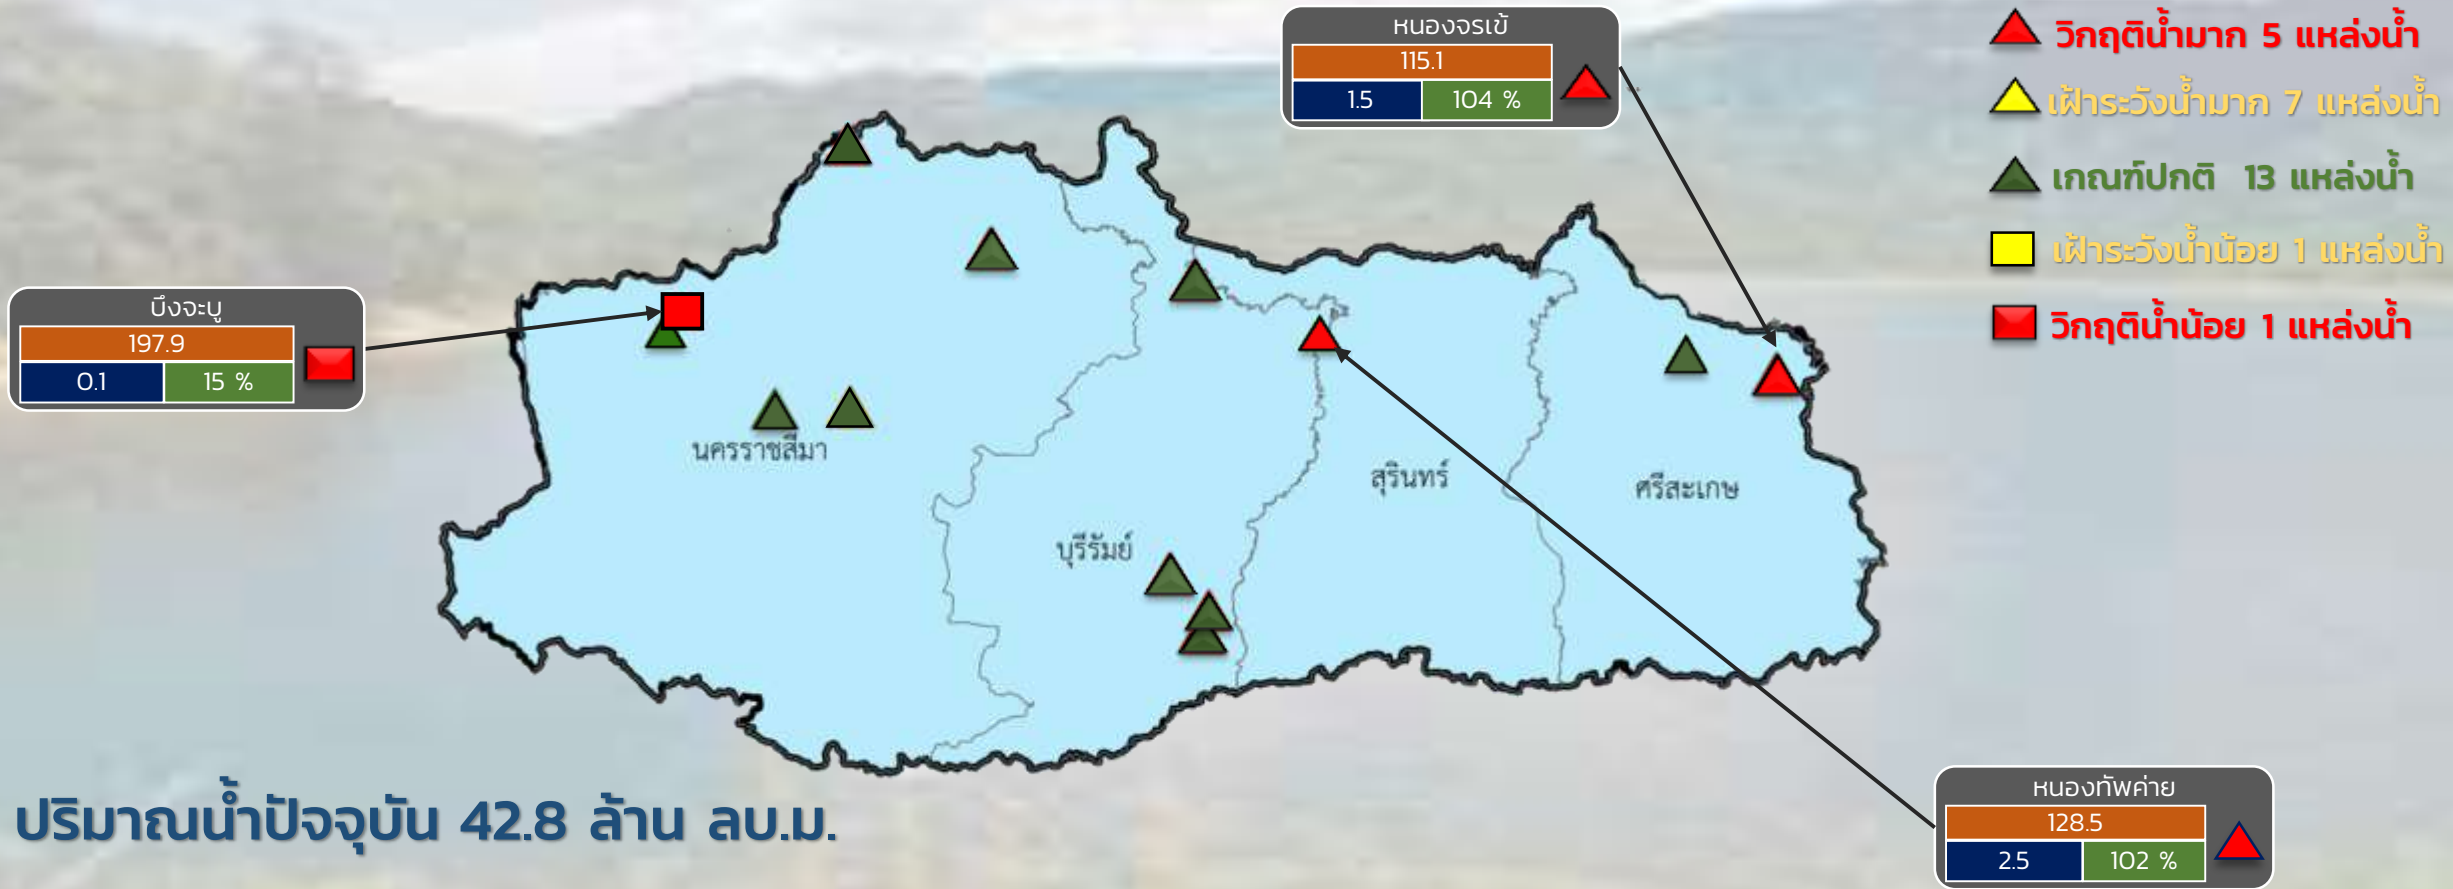 หนองจรเข้
115.1
1.5 104 %
วิกฤติน้ำมาก 5 แหล่งน้ำ
เฝ้าระวังน้ำมาก 7 แหล่งน้ำ
เกณฑ์ปกติ 13 แหล่งน้ำ
เฝ้าระวังน้ำน้อย 1 แหล่งน้ำ
วิกฤติน้ำน้อย 1 แหล่งน้ำ
บึงจะบู
197.9
0.1 15 %
นครราชสีมา
สุรินทร์
ศรีสะเกษ
บุรีรัมย์
ปริมาณน้ำปัจจุบัน 42.8 ล้าน ลบ.ม.
หนองทัพค่าย
128.5
2.5 102 %